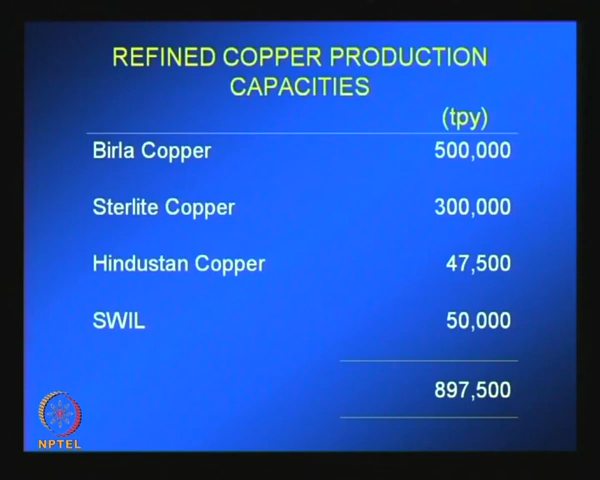 REFINED COPPER PRODUCTION
CAPACITIES
(tpy)
Birla Copper 500,000
Sterlite Copper 300,000
Hindustan Copper 47,500
SWIL 50,000
897,500
NPTEL